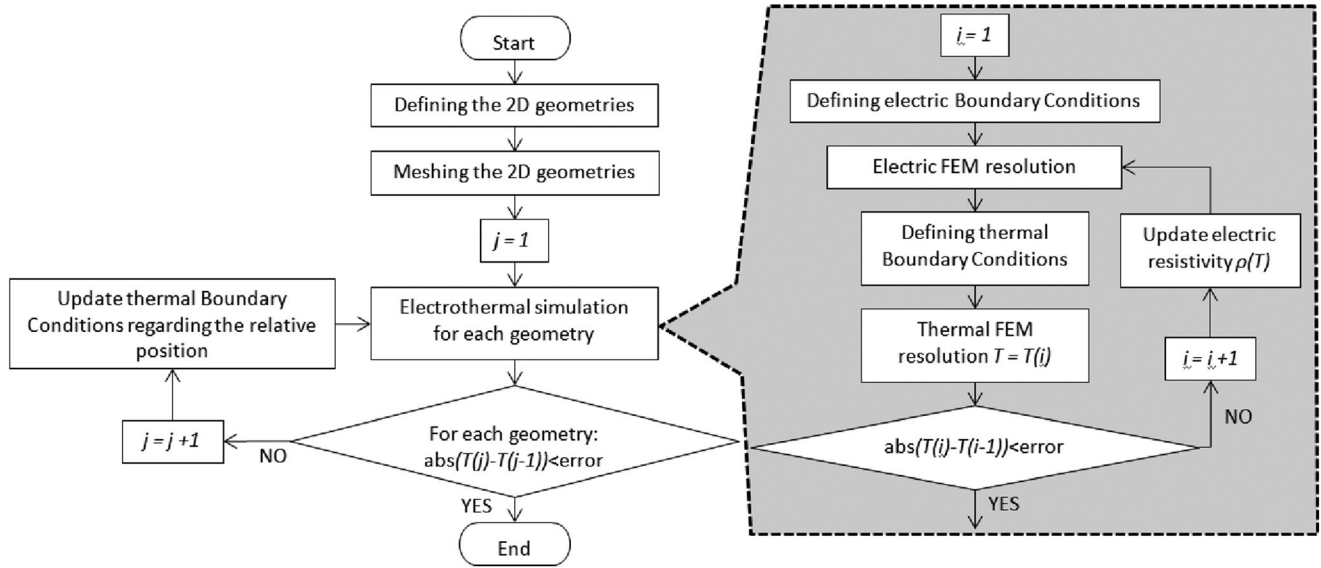 Start
Defining the 2D geometries
Meshing the 2D geometries
j = 1
Electrothermal simulation
for each geometry
Update thermal Boundary
Conditions regarding the relative
position
j = j +1
NO
For each geometry:
abs(T(j)-T(j-1))<error
YES
End
i = 1
Defining electric Boundary Conditions
Electric FEM resolution
Defining thermal
Boundary Conditions
Thermal FEM
resolution T = T(i)
abs(T(i)-T(i-1))<error
YES
NO
i = i +1
Update electric
resistivity ρ(T)